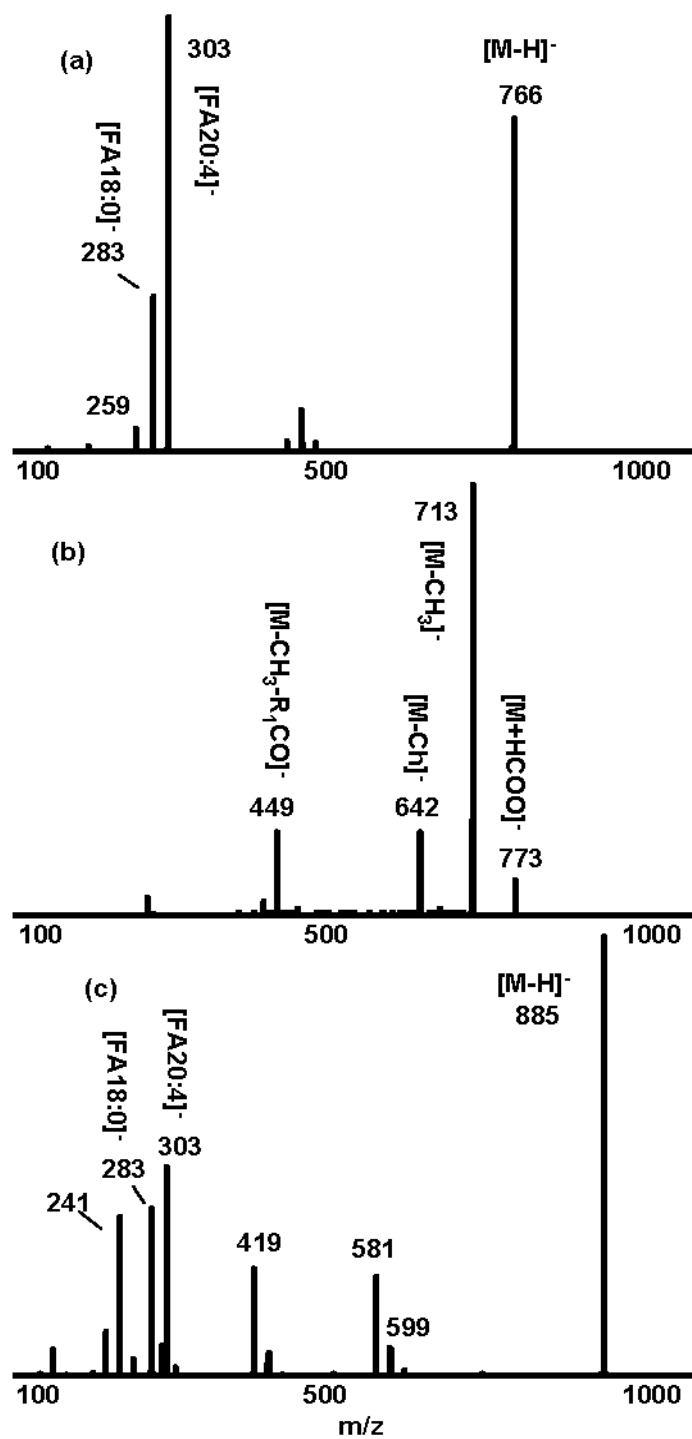 (a)
303
[FA20:4]-
[M-H]-
766
[FA18:0]-
283
259
100
500
1000
(b)
713
[M-CH3]-
[M-CH3-R1CO]-
449
[M-Ch]-
642
[M+HCOO]-
773
100
500
1000
(c)
[M-H]-
885
[FA18:0]-
[FA20:4]-
303
283
241
419
581
599
100
500
1000
m/z